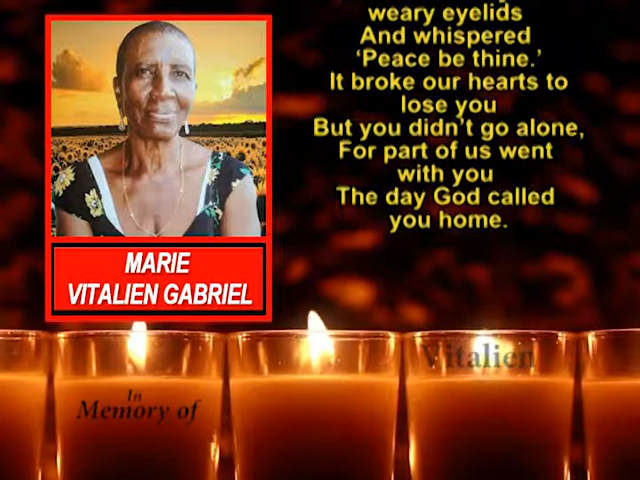 weary eyelids
And whispered
‘Peace be thine.’
It broke our hearts to
lose you
But you didn’t go alone,
For part of us went
with you
The day God called
you home.
MARIE
VITALIEN GABRIEL
Vitalien
In
Memory of